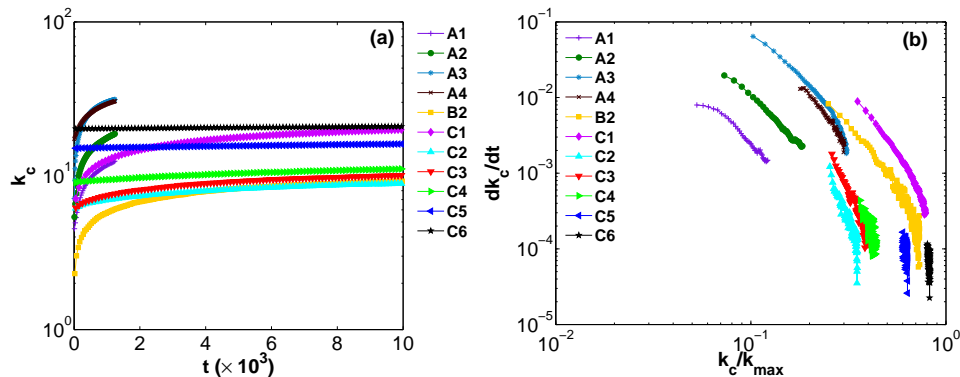 (a)
10^2
10^1
10^0
k_c
0
2
4
6
8
10
t (× 10^3)
A1
A2
A3
A4
B2
C1
C2
C3
C4
C5
C6
(b)
10^-1
10^-2
10^-3
10^-4
10^-5
dk_c/dt
10^-2
10^-1
10^0
k_c/k_max
A1
A2
A3
A4
B2
C1
C2
C3
C4
C5
C6